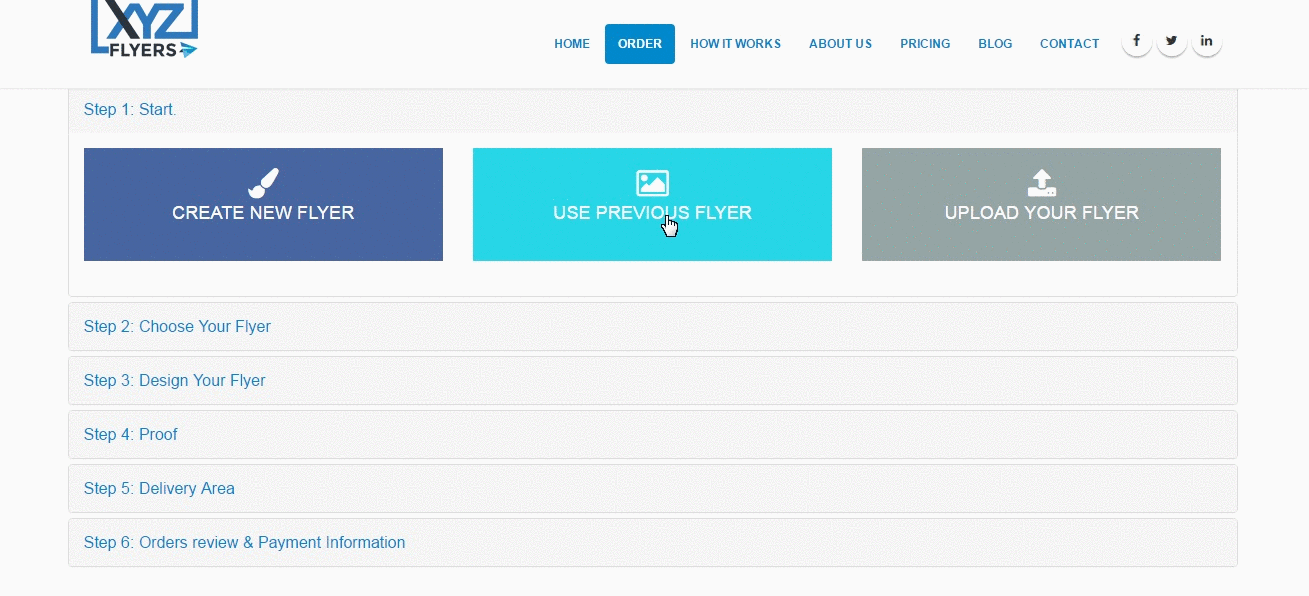 XYZ
FLYERS
HOME ORDER HOW IT WORKS ABOUT US PRICING BLOG CONTACT
Step 1: Start.
CREATE NEW FLYER USE PREVIOUS FLYER UPLOAD YOUR FLYER
Step 2: Choose Your Flyer
Step 3: Design Your Flyer
Step 4: Proof
Step 5: Delivery Area
Step 6: Orders review & Payment Information